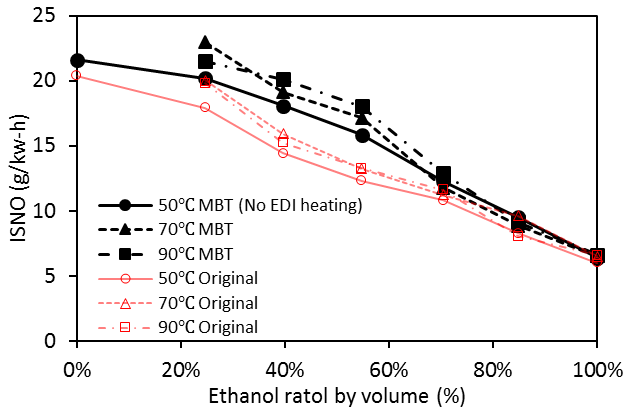 25
20
15
10
5
0
ISNO (g/kw-h)
50℃ MBT (No EDI heating)
70℃ MBT
90℃ MBT
50℃ Original
70℃ Original
90℃ Original
0% 20% 40% 60% 80% 100%
Ethanol ratol by volume (%)